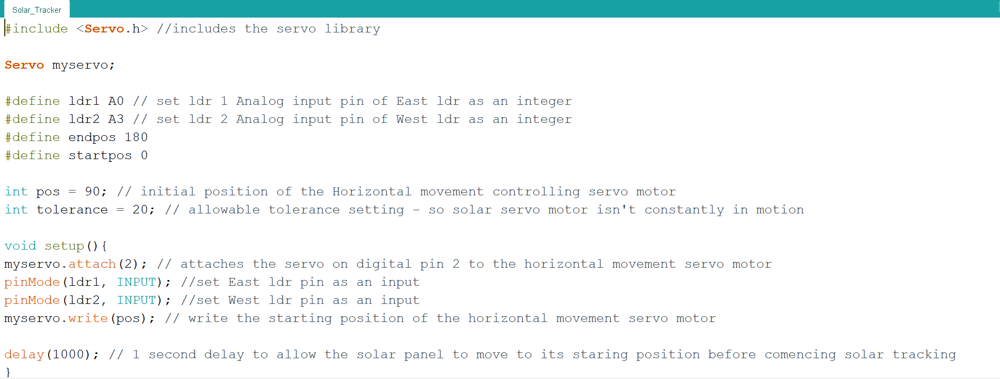 Solar_Tracker
#include <Servo.h> //includes the servo library
Servo myservo;
#define ldr1 A0 // set ldr 1 Analog input pin of East ldr as an integer
#define ldr2 A3 // set ldr 2 Analog input pin of West ldr as an integer
#define endpos 180
#define startpos 0
int pos = 90; // initial position of the Horizontal movement controlling servo motor
int tolerance = 20; // allowable tolerance setting - so solar servo motor isn't constantly in motion
void setup(){
myservo.attach(2); // attaches the servo on digital pin 2 to the horizontal movement servo motor
pinMode(ldr1, INPUT); //set East ldr pin as an input
pinMode(ldr2, INPUT); //set West ldr pin as an input
myservo.write(pos); // write the starting position of the horizontal movement servo motor
delay(1000); // 1 second delay to allow the solar panel to move to its staring position before comencing solar tracking
}